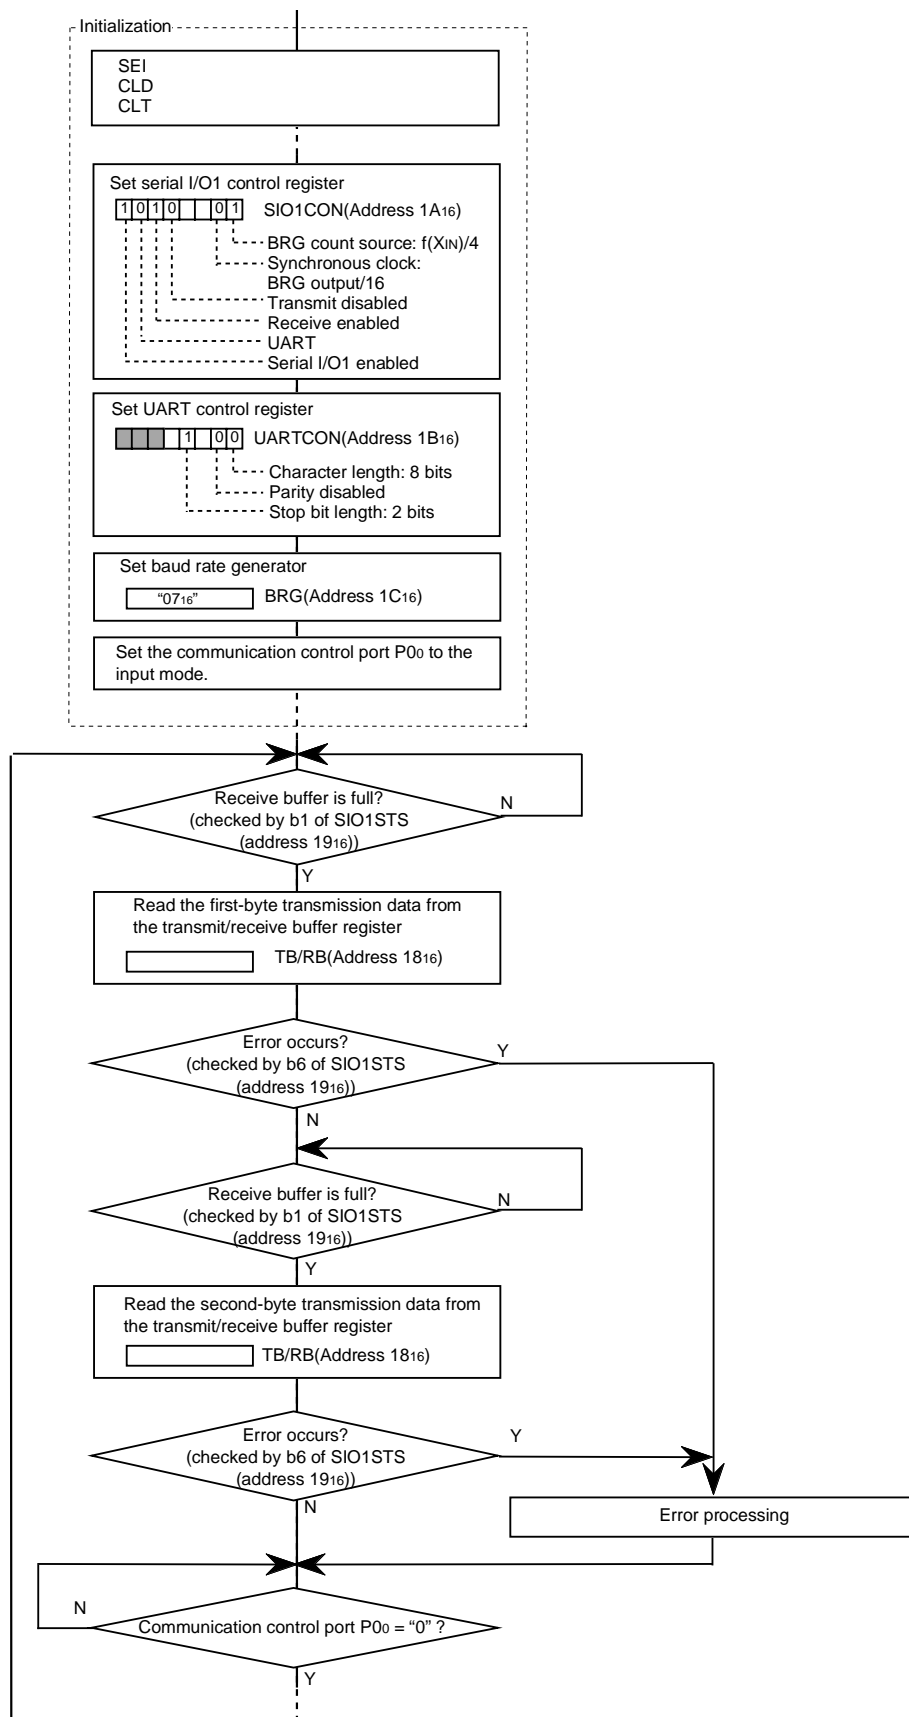 Initialization
SEI
CLD
CLT
Set serial I/O1 control register
1 0 1 0 0 1 SIO1CON(Address 1A16)
BRG count source: f(XIN)/4
Synchronous clock:
BRG output/16
Transmit disabled
Receive enabled
UART
Serial I/O1 enabled
Set UART control register
1 0 0 UARTCON(Address 1B16)
Character length: 8 bits
Parity disabled
Stop bit length: 2 bits
Set baud rate generator
“0716” BRG(Address 1C16)
Set the communication control port P00 to the
input mode.
Receive buffer is full?
N
(checked by b1 of SIO1STS
(address 1916))
Y
Read the first-byte transmission data from
the transmit/receive buffer register
TB/RB(Address 1816)
Error occurs?
Y
(checked by b6 of SIO1STS
(address 1916))
N
Receive buffer is full?
N
(checked by b1 of SIO1STS
(address 1916))
Y
Read the second-byte transmission data from
the transmit/receive buffer register
TB/RB(Address 1816)
Error occurs?
Y
(checked by b6 of SIO1STS
(address 1916))
N
Error processing
N
Communication control port P00 = “0” ?
Y